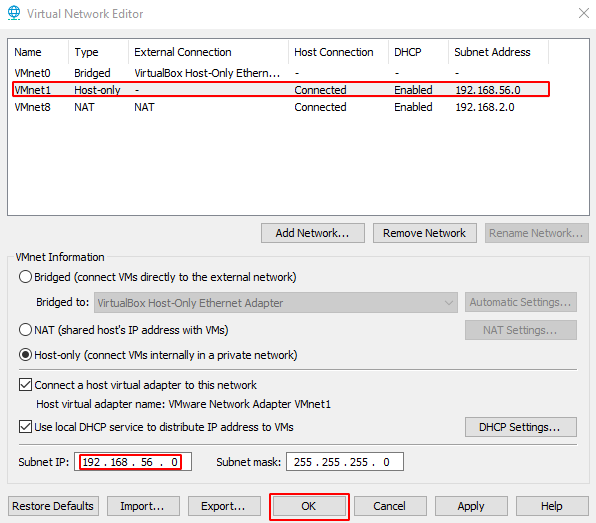 Virtual Network Editor
Name Type External Connection Host Connection DHCP Subnet Address
VMnet0 Bridged VirtualBox Host-Only Ethern... - - -
VMnet1 Host-only - Connected Enabled 192.168.56.0
VMnet8 NAT NAT Connected Enabled 192.168.2.0
Add Network... Remove Network Rename Network...
VMnet Information
Bridged (connect VMs directly to the external network)
Bridged to: VirtualBox Host-Only Ethernet Adapter Automatic Settings...
NAT (shared host's IP address with VMs) NAT Settings...
Host-only (connect VMs internally in a private network)
Connect a host virtual adapter to this network
Host virtual adapter name: VMware Network Adapter VMnet1
Use local DHCP service to distribute IP address to VMs DHCP Settings...
Subnet IP: 192 . 168 . 56 . 0 Subnet mask: 255 . 255 . 255 . 0
Restore Defaults Import... Export... OK Cancel Apply Help